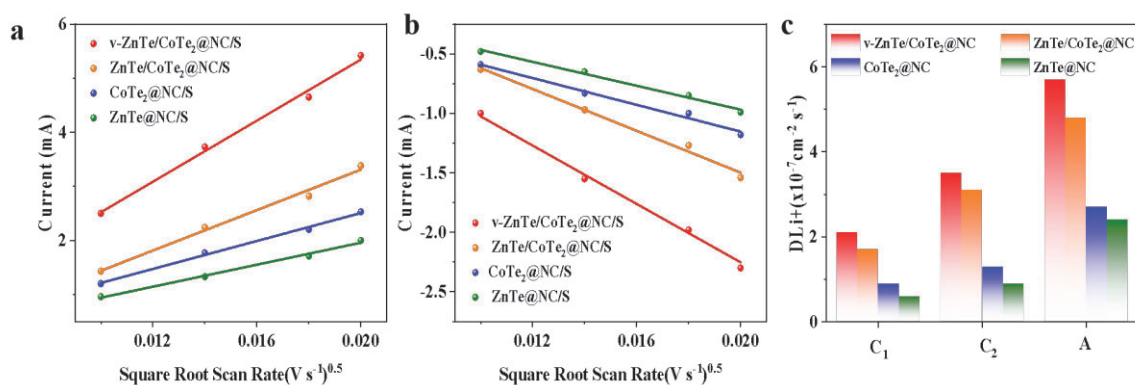 a
v-ZnTe/CoTe₂@NC/S
ZnTe/CoTe₂@NC/S
CoTe₂@NC/S
ZnTe@NC/S
6
4
2
Current (mA)
0.012 0.016 0.020
Square Root Scan Rate(V s⁻¹)⁰·⁵
b
-0.5
-1.0
-1.5
-2.0
-2.5
Current (mA)
v-ZnTe/CoTe₂@NC/S
ZnTe/CoTe₂@NC/S
CoTe₂@NC/S
ZnTe@NC/S
0.012 0.016 0.020
Square Root Scan Rate(V s⁻¹)⁰·⁵
c
v-ZnTe/CoTe₂@NC ZnTe/CoTe₂@NC
CoTe₂@NC ZnTe@NC
6
4
2
0
DLi+(x10⁻⁷cm⁻² s⁻¹)
C₁ C₂ A